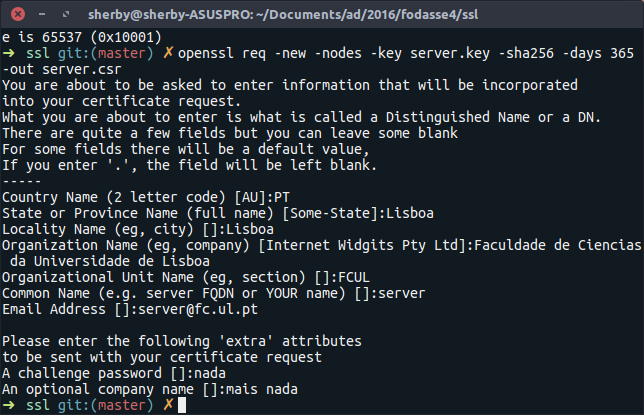 sherby@sherby-ASUSPRO: ~/Documents/ad/2016/fodasse4/ssl
e is 65537 (0x10001)
➜ ssl git:(master) ✗ openssl req -new -nodes -key server.key -sha256 -days 365
-out server.csr
You are about to be asked to enter information that will be incorporated
into your certificate request.
What you are about to enter is what is called a Distinguished Name or a DN.
There are quite a few fields but you can leave some blank
For some fields there will be a default value,
If you enter '.', the field will be left blank.
-----
Country Name (2 letter code) [AU]:PT
State or Province Name (full name) [Some-State]:Lisboa
Locality Name (eg, city) []:Lisboa
Organization Name (eg, company) [Internet Widgits Pty Ltd]:Faculdade de Ciencias
da Universidade de Lisboa
Organizational Unit Name (eg, section) []:FCUL
Common Name (e.g. server FQDN or YOUR name) []:server
Email Address []:server@fc.ul.pt

Please enter the following 'extra' attributes
to be sent with your certificate request
A challenge password []:nada
An optional company name []:mais nada
➜ ssl git:(master) ✗